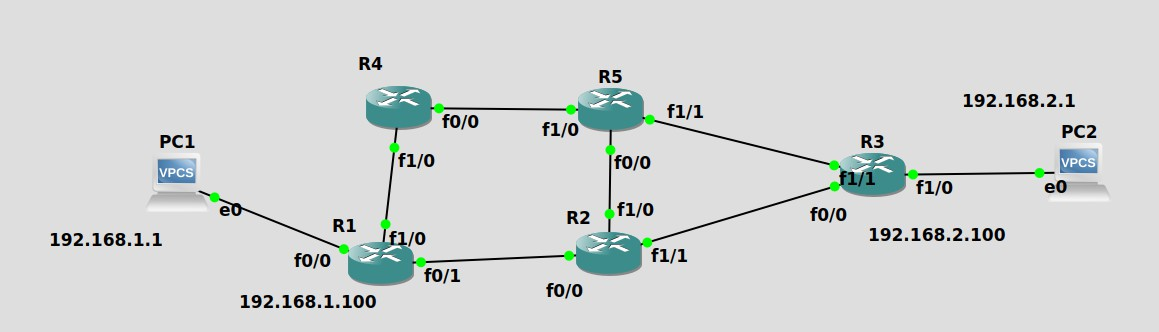 R4
R5
192.168.2.1
f1/1
f0/0
f1/0
PC2
PC1
R3
VPCS
VPCS
f1/0
f0/0
f1/1
f1/0
e0
e0
f1/0
R2
f0/0
R1
f1/0
192.168.2.100
192.168.1.1
f0/0
f1/1
f0/1
f0/0
192.168.1.100